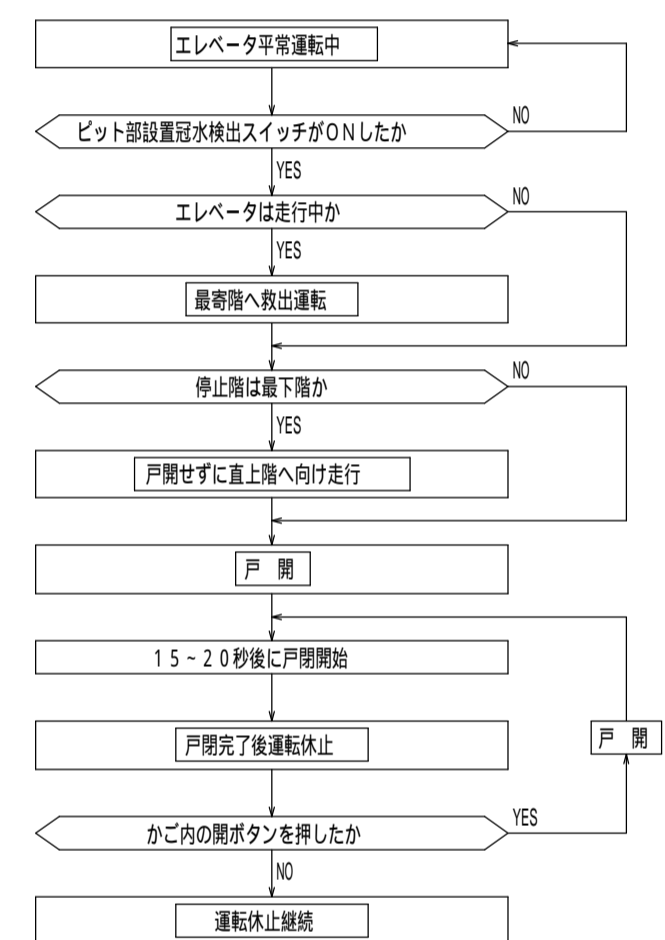 エレベータ平常運転中
ピット部設置冠水検出スイッチがＯＮしたか
NO
YES
エレベータは走行中か
NO
YES
最寄階へ救出運転
停止階は最下階か
NO
YES
戸開せずに直上階へ向け走行
戸　開
１５~２０秒後に戸閉開始
戸閉完了後運転休止
戸　開
かご内の開ボタンを押したか
YES
NO
運転休止継続